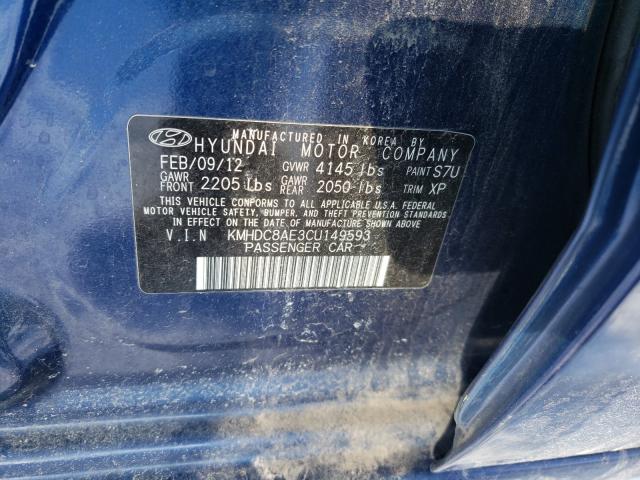 MANUFACTURED IN KOREA BY
HYUNDAI MOTOR COMPANY
FEB/09/12 GVWR 4145 lbs PAINT S7U
GAWR FRONT 2205 lbs GAWR REAR 2050 lbs TRIM XP
THIS VEHICLE CONFORMS TO ALL APPLICABLE U.S.A. FEDERAL
MOTOR VEHICLE SAFETY, BUMPER, AND THEFT PREVENTION STANDARDS
IN EFFECT ON THE DATE OF MANUFACTURE SHOWN ABOVE.
V.I.N KMHDC8AE3CU149593
PASSENGER CAR